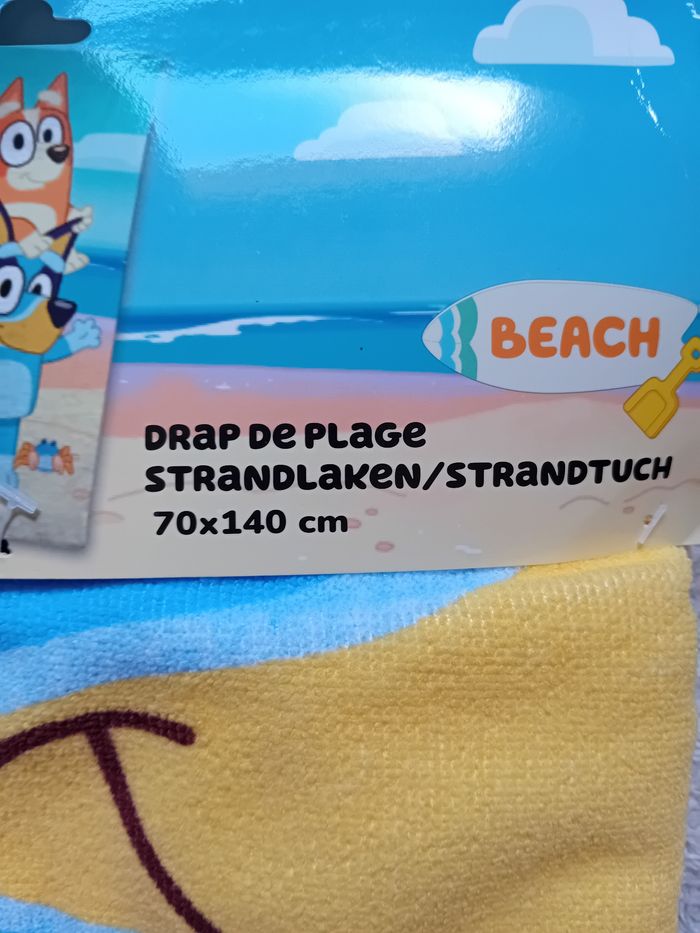 BEACH
DRAP DE PLAGE
STRANDLAKEN/STRANDTUCH
70x140 cm